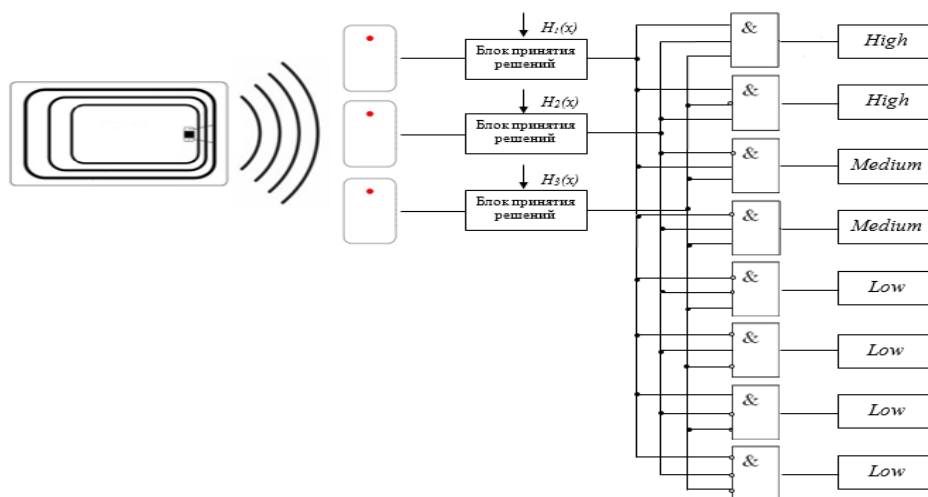 H₁(x)
Блок принятия
решений
H₂(x)
Блок принятия
решений
H₃(x)
Блок принятия
решений
& High
& High
& Medium
& Medium
& Low
& Low
& Low
& Low